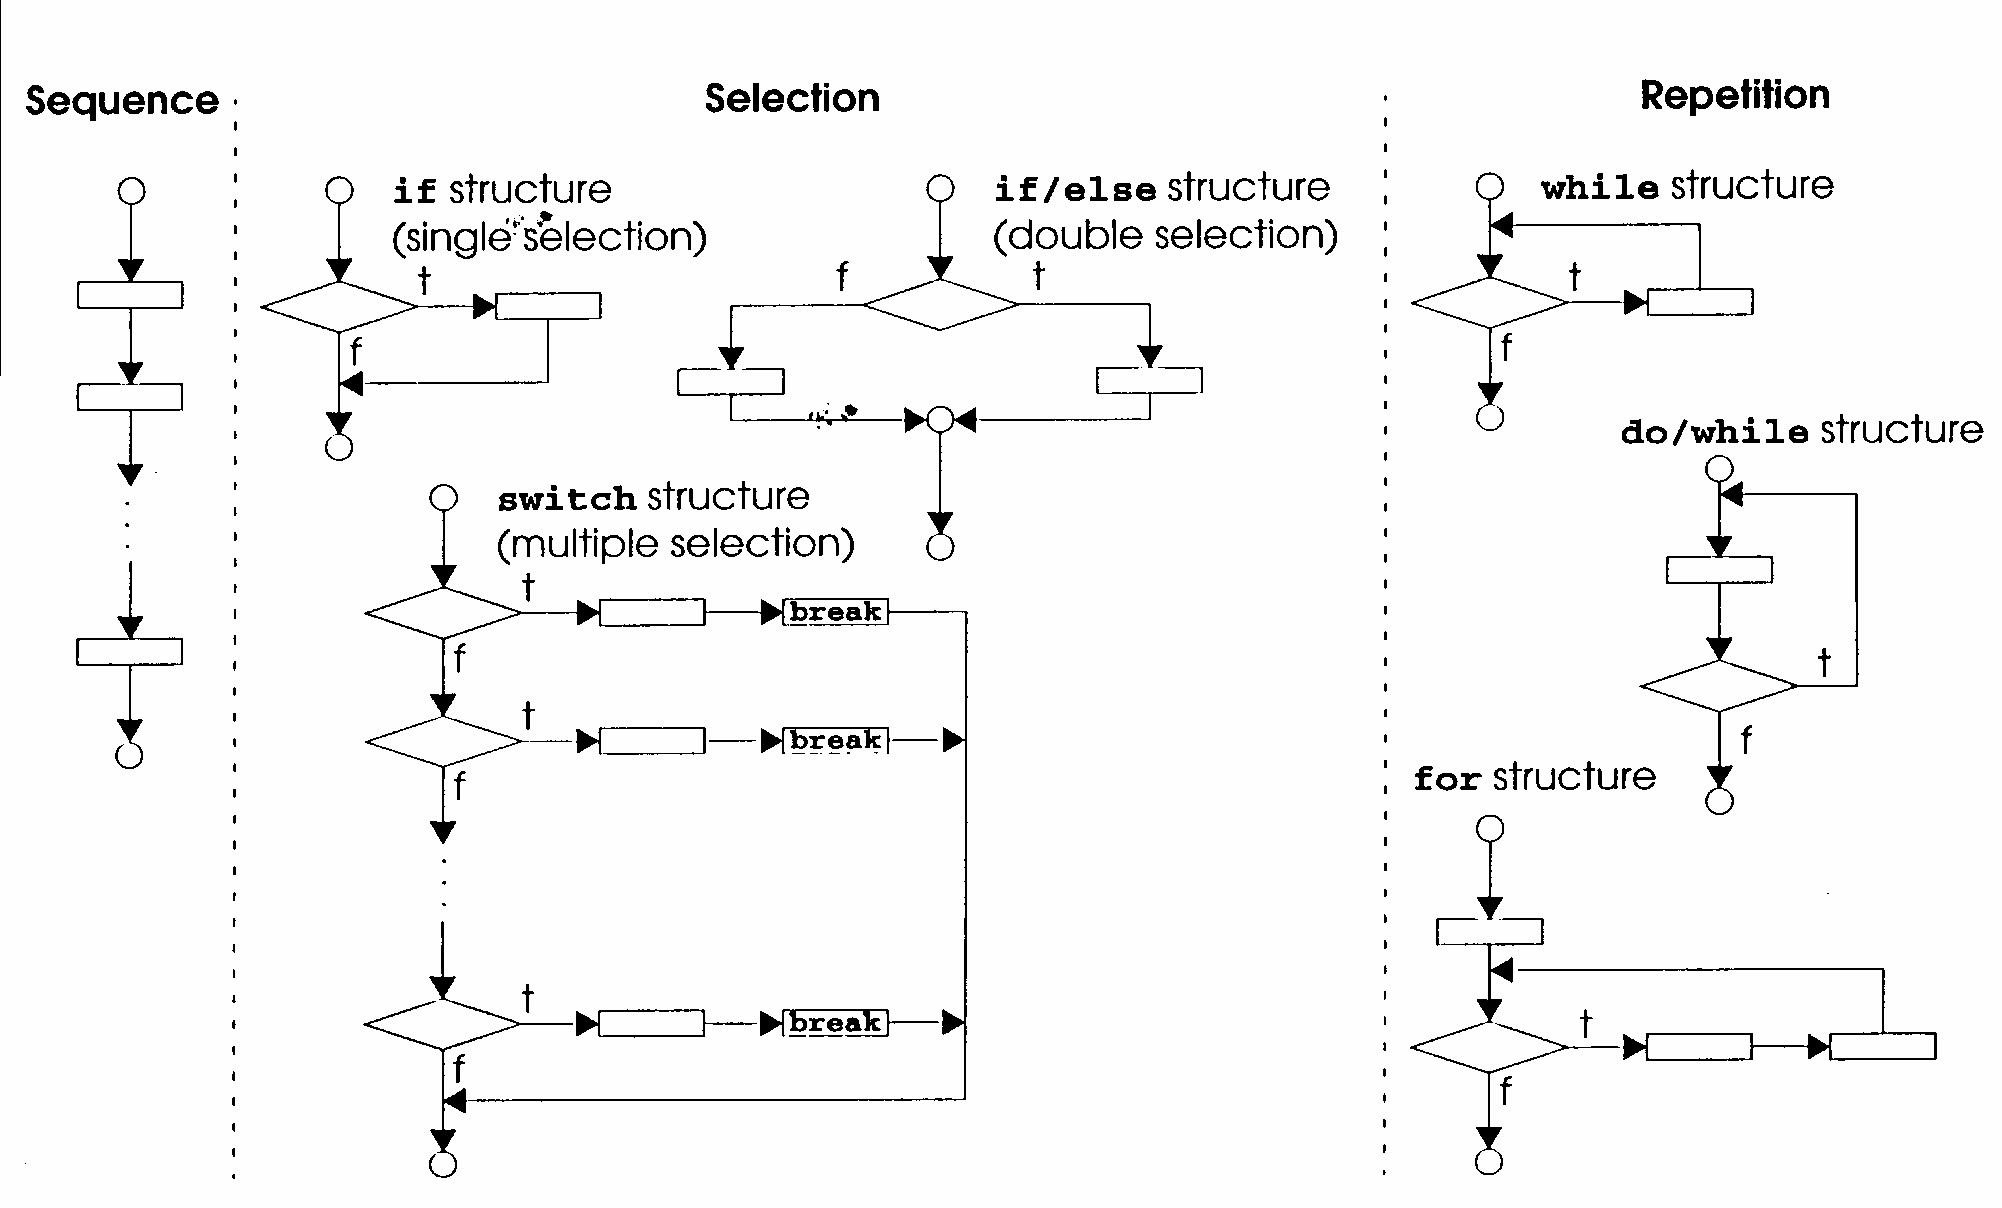 Sequence
Selection
if structure
(single selection)
t
f
if/else structure
(double selection)
f
t
switch structure
(multiple selection)
t
break
f
t
break
f
t
break
f
Repetition
while structure
t
f
do/while structure
t
f
for structure
t
f